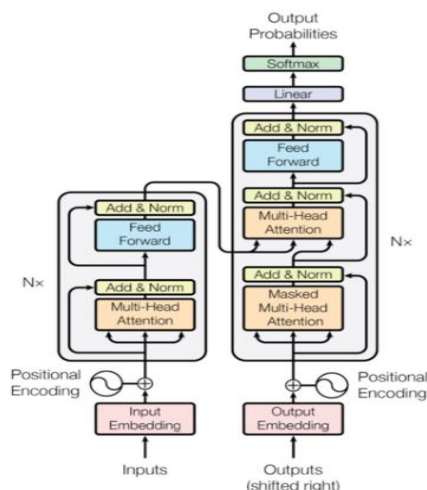 Output
Probabilities
Softmax
Linear
Add & Norm
Feed
Forward
Add & Norm
Multi-Head
Attention
Add & Norm
Masked
Multi-Head
Attention
Nx
Add & Norm
Feed
Forward
Nx
Add & Norm
Multi-Head
Attention
Positional
Encoding
Positional
Encoding
Input
Embedding
Output
Embedding
Inputs
Outputs
(shifted right)